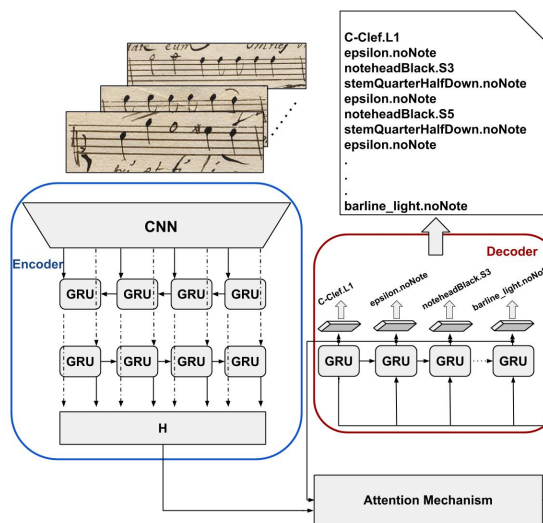 C-Clef.L1
epsilon.noNote
noteheadBlack.S3
stemQuarterHalfDown.noNote
epsilon.noNote
noteheadBlack.S5
stemQuarterHalfDown.noNote
epsilon.noNote
.
.
.
barline_light.noNote
CNN
Encoder
GRU GRU GRU GRU
GRU GRU GRU GRU
H
Decoder
C-Clef.L1
epsilon.noNote
noteheadBlack.S3
barline_light.noNote
GRU GRU GRU GRU
Attention Mechanism